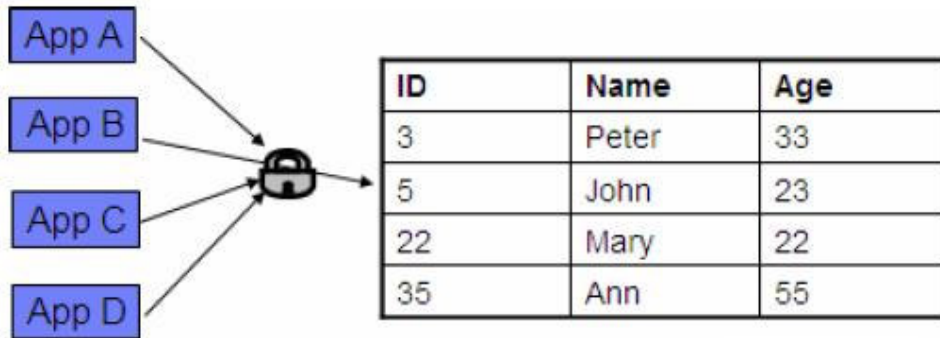 App A
App B
App C
App D
ID Name Age
3 Peter 33
5 John 23
22 Mary 22
35 Ann 55